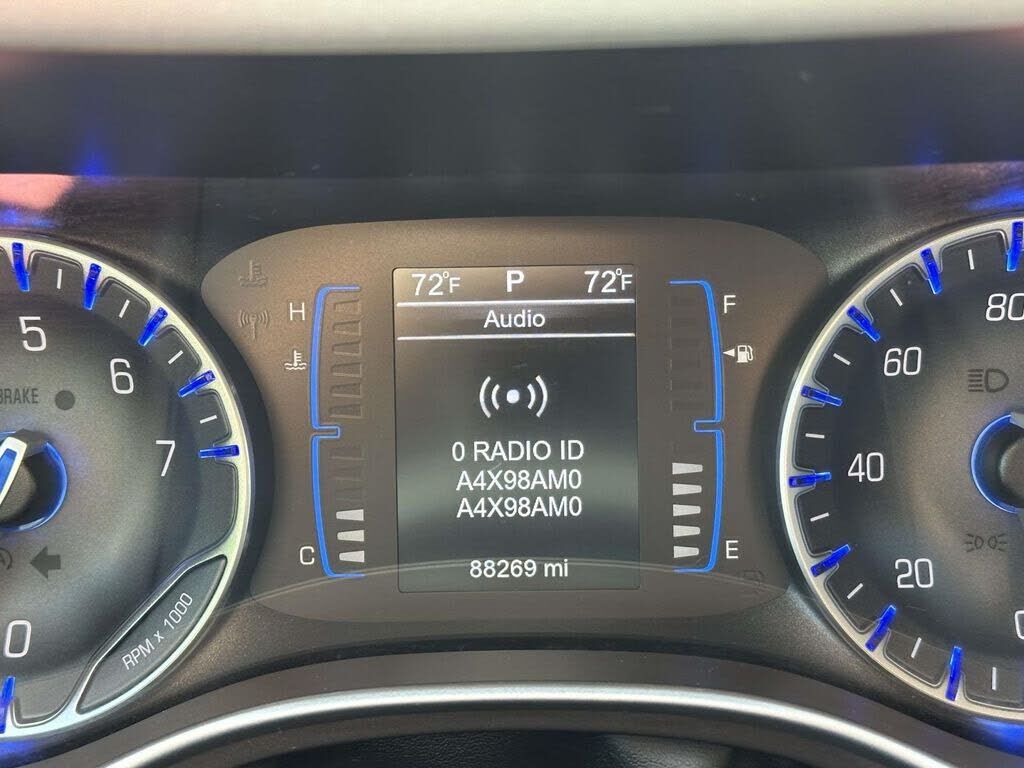 72°F P 72°F
Audio
0 RADIO ID
A4X98AM0
A4X98AM0
88269 mi
H
C
F
E
5
6
7
0
BRAKE
RPM x 1000
80
60
40
20